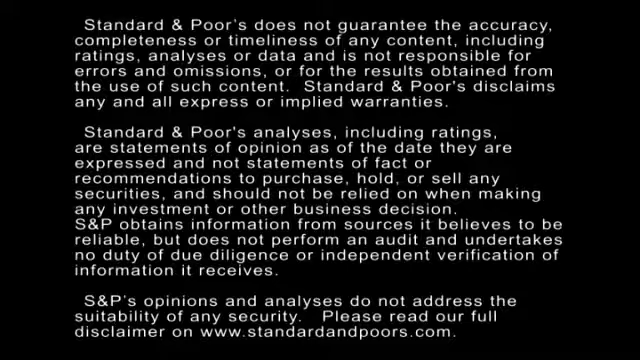 Standard & Poor's does not guarantee the accuracy,
completeness or timeliness of any content, including
ratings, analyses or data and is not responsible for
errors and omissions, or for the results obtained from
the use of such content.  Standard & Poor's disclaims
any and all express or implied warranties.
Standard & Poor's analyses, including ratings,
are statements of opinion as of the date they are
expressed and not statements of fact or
recommendations to purchase, hold, or sell any
securities, and should not be relied on when making
any investment or other business decision.
S&P obtains information from sources it believes to be
reliable, but does not perform an audit and undertakes
no duty of due diligence or independent verification of
information it receives.
S&P's opinions and analyses do not address the
suitability of any security.   Please read our full
disclaimer on www.standardandpoors.com.